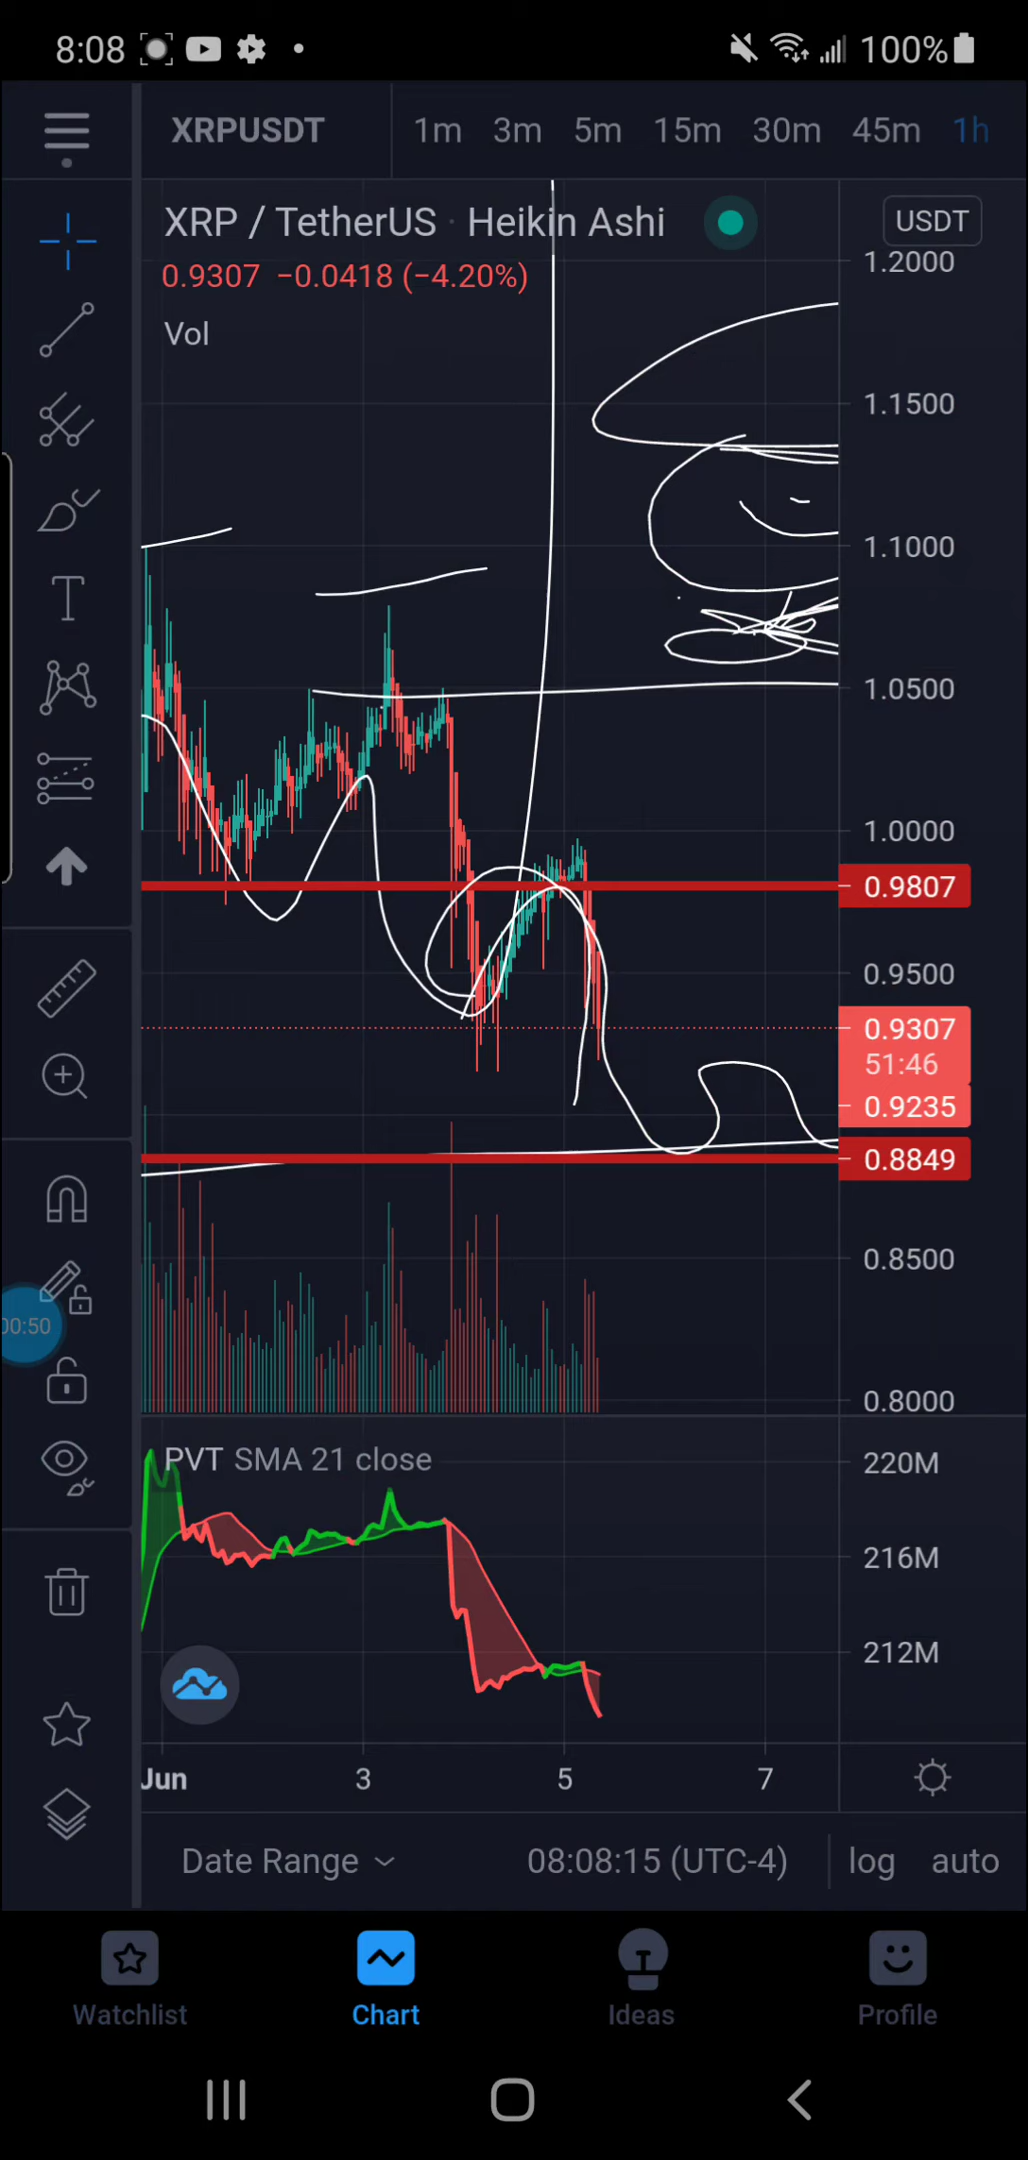 8:08 100%
XRPUSDT 1m 3m 5m 15m 30m 45m 1h
XRP / TetherUS · Heikin Ashi USDT
0.9307 −0.0418 (−4.20%)
Vol
1.2000
1.1500
1.1000
1.0500
1.0000
0.9807
0.9500
0.9307
51:46
0.9235
0.8849
0.8500
00:50
0.8000
PVT SMA 21 close
220M
216M
212M
Jun 3 5 7
Date Range 08:08:15 (UTC-4) log auto
Watchlist Chart Ideas Profile